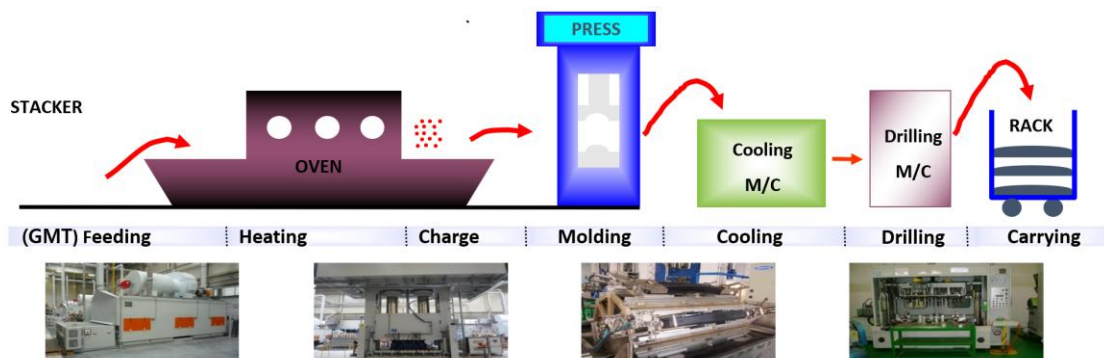 PRESS
STACKER
OVEN
Cooling
M/C
Drilling
M/C
RACK
(GMT) Feeding
Heating
Charge
Molding
Cooling
Drilling
Carrying